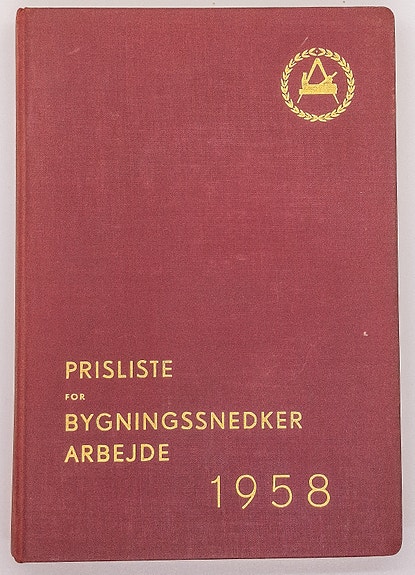 PRISLISTE
FOR
BYGNINGSSNEDKER
ARBEJDE
1958